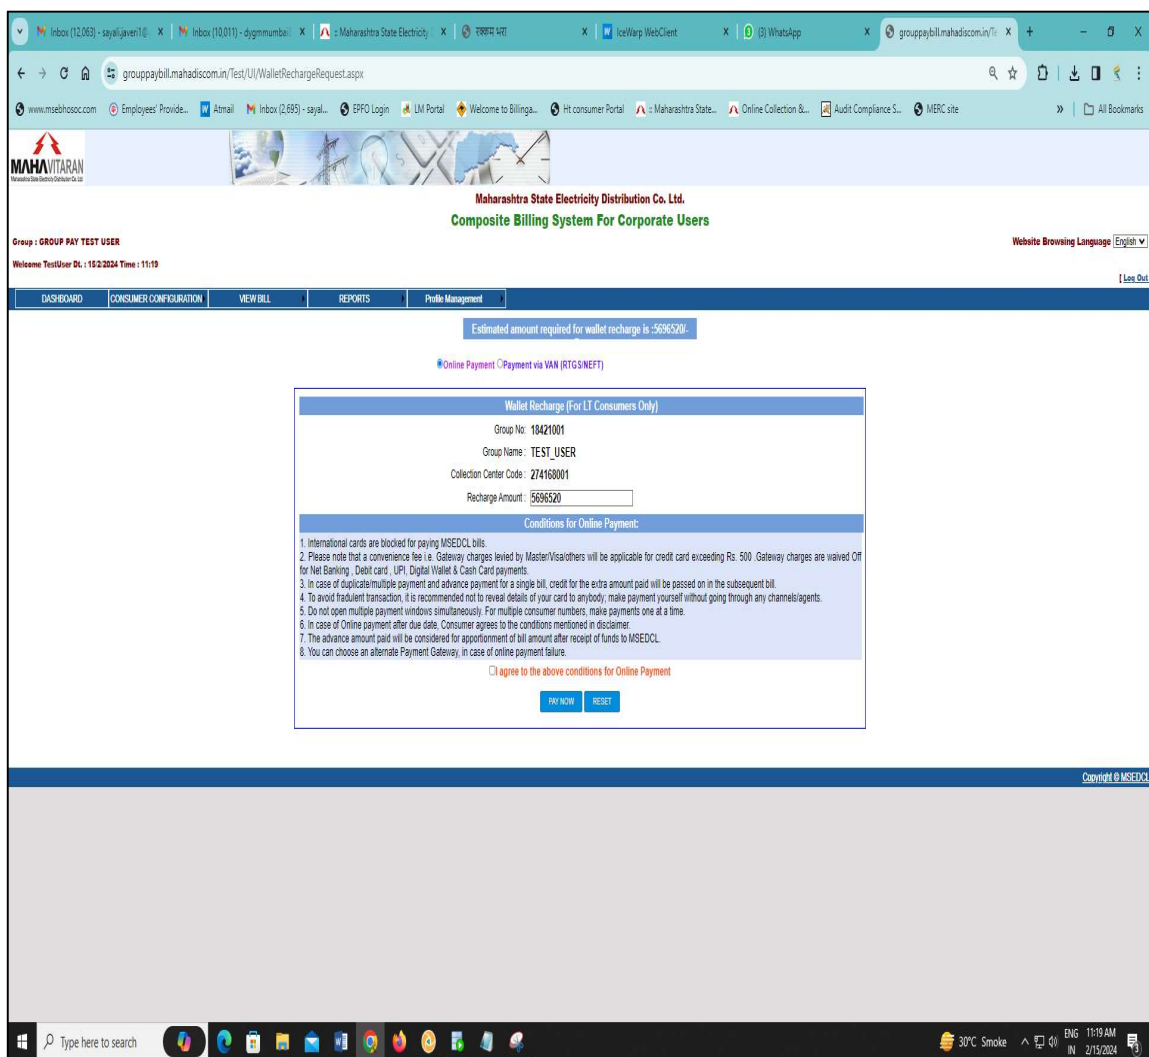 Inbox (12,063) - sayali.javeri1@
Inbox (10,011) - dygmmumbai
:: Maharashtra State Electricity
रक्कम भरा
IceWarp WebClient
(3) WhatsApp
grouppaybill.mahadiscom.in/Te
grouppaybill.mahadiscom.in/Test/UI/WalletRechargeRequest.aspx
www.msebhosoc.com
Employees' Provide...
Atmail
Inbox (2,695) - sayal...
EPFO Login
LM Portal
Welcome to Billinga...
Ht consumer Portal
:: Maharashtra State...
Online Collection &...
Audit Compliance S...
MERC site
»
All Bookmarks
MAHAVITARAN
Maharashtra State Electricity Distribution Co. Ltd.
Maharashtra State Electricity Distribution Co. Ltd.
Composite Billing System For Corporate Users
Group : GROUP PAY TEST USER
Website Browsing Language English
Welcome TestUser Dt. : 15/2/2024 Time : 11:19
[ Log Out
DASHBOARD CONSUMER CONFIGURATION VIEW BILL REPORTS Profile Management
Estimated amount required for wallet recharge is :5696520/-
Online Payment Payment via VAN (RTGS/NEFT)
Wallet Recharge (For LT Consumers Only)
Group No: 18421001
Group Name : TEST_USER
Collection Center Code : 274168001
Recharge Amount : 5696520
Conditions for Online Payment:
1. International cards are blocked for paying MSEDCL bills.
2. Please note that a convenience fee i.e. Gateway charges levied by Master/Visa/others will be applicable for credit card exceeding Rs. 500 .Gateway charges are waived Off
for Net Banking , Debit card , UPI, Digital Wallet & Cash Card payments.
3. In case of duplicate/multiple payment and advance payment for a single bill, credit for the extra amount paid will be passed on in the subsequent bill.
4. To avoid fradulent transaction, it is recommended not to reveal details of your card to anybody; make payment yourself without going through any channels/agents.
5. Do not open multiple payment windows simultaneously. For multiple consumer numbers, make payments one at a time.
6. In case of Online payment after due date, Consumer agrees to the conditions mentioned in disclaimer.
7. The advance amount paid will be considered for apportionment of bill amount after receipt of funds to MSEDCL.
8. You can choose an alternate Payment Gateway, in case of online payment failure.
I agree to the above conditions for Online Payment
PAY NOW RESET
Copyright @ MSEDCL
Type here to search
30°C Smoke
ENG 11:19 AM
IN 2/15/2024
3